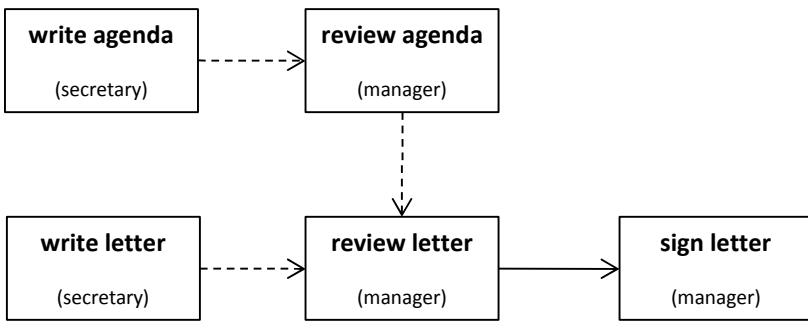 write agenda
(secretary)
review agenda
(manager)
write letter
(secretary)
review letter
(manager)
sign letter
(manager)